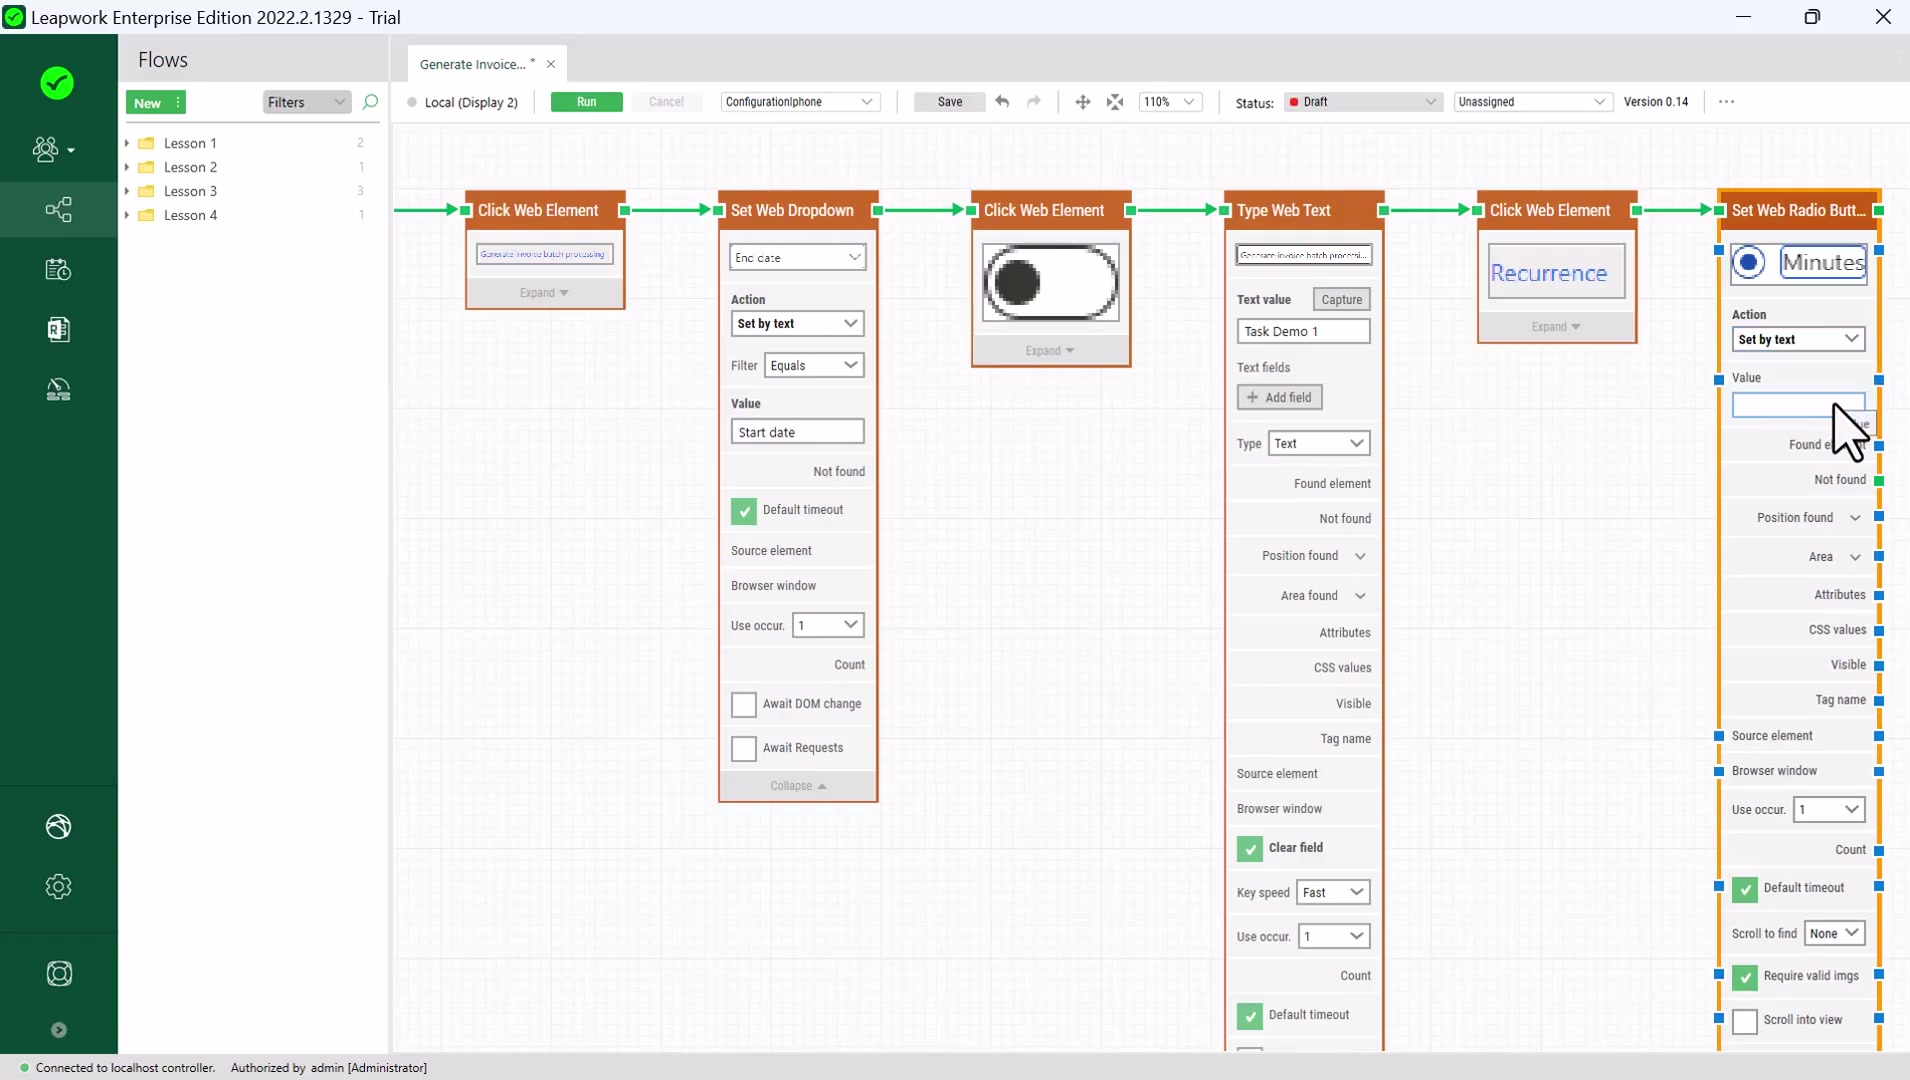 Leapwork Enterprise Edition 2022.2.1329 - Trial
Flows
Generate Invoice... *
New
Filters
Local (Display 2)
Run
Cancel
ConfigurationIphone
Save
110%
Status:
Draft
Unassigned
Version 0.14
Lesson 1
2
Lesson 2
1
Lesson 3
3
Lesson 4
1
Click Web Element
Generate invoice batch processing
Expand
Set Web Dropdown
End date
Action
Set by text
Filter
Equals
Value
Start date
Not found
Default timeout
Source element
Browser window
Use occur.
1
Count
Await DOM change
Await Requests
Collapse
Click Web Element
Expand
Type Web Text
Generate invoice batch processi...
Text value
Capture
Task Demo 1
Text fields
Add field
Type
Text
Found element
Not found
Position found
Area found
Attributes
CSS values
Visible
Tag name
Source element
Browser window
Clear field
Key speed
Fast
Use occur.
1
Count
Default timeout
Click Web Element
Recurrence
Expand
Set Web Radio Butt...
Minutes
Action
Set by text
Value
Found
Not found
Position found
Area
Attributes
CSS values
Visible
Tag name
Source element
Browser window
Use occur.
1
Count
Default timeout
Scroll to find
None
Require valid imgs
Scroll into view
Connected to localhost controller.
Authorized by admin [Administrator]